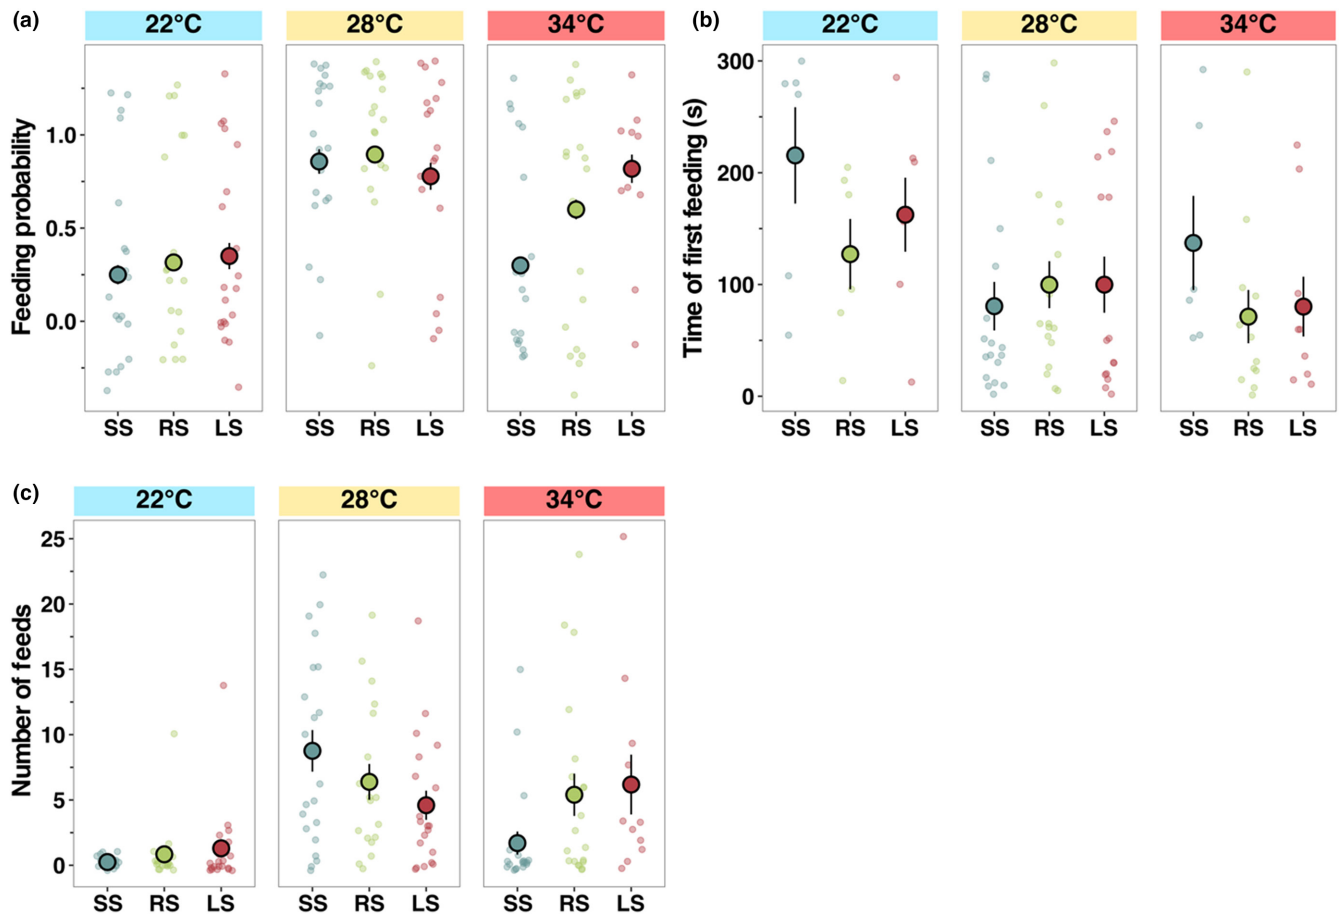 (a)
22°C 28°C 34°C
Feeding probability
1.0
0.5
0.0
SS RS LS SS RS LS SS RS LS
(b)
22°C 28°C 34°C
Time of first feeding (s)
300
200
100
0
SS RS LS SS RS LS SS RS LS
(c)
22°C 28°C 34°C
Number of feeds
25
20
15
10
5
0
SS RS LS SS RS LS SS RS LS